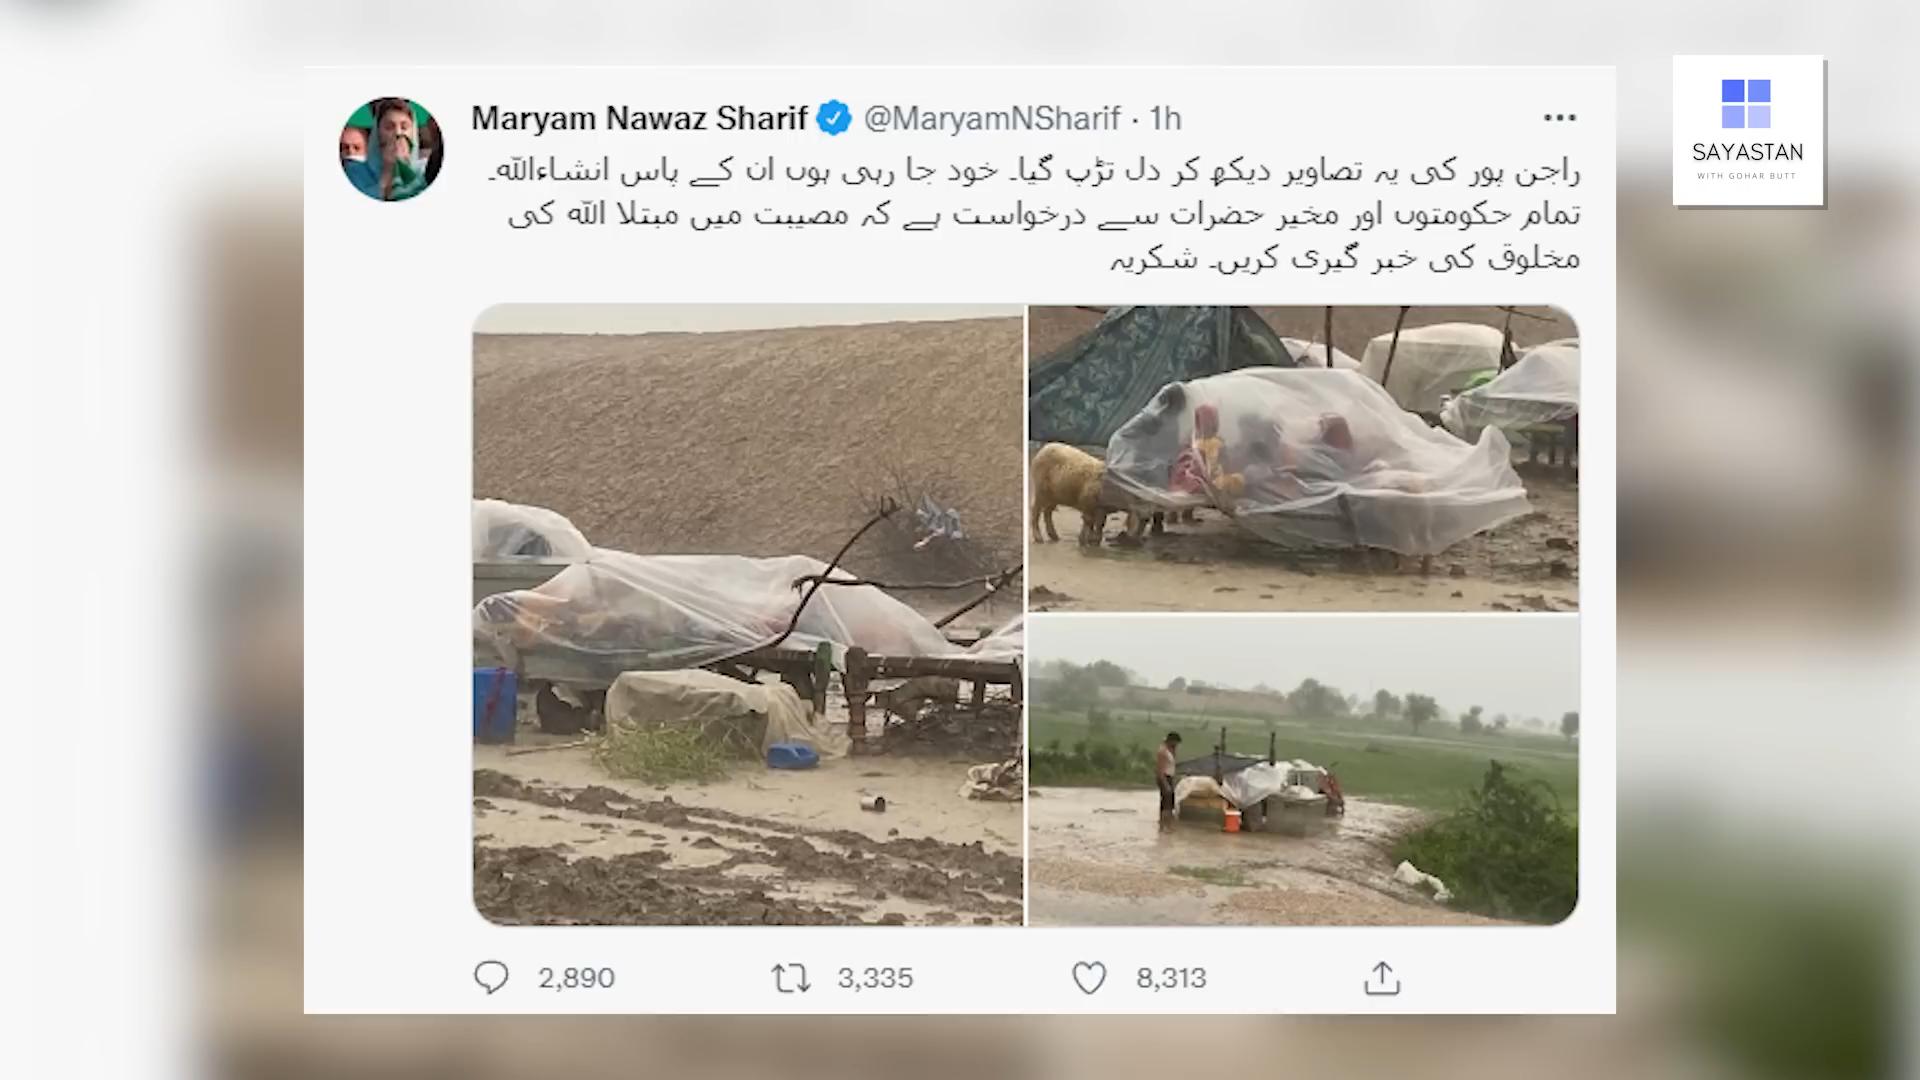 Maryam Nawaz Sharif @MaryamNSharif · 1h
راجن پور کی یہ تصاویر دیکھ کر دل تڑپ گیا۔ خود جا رہی ہوں ان کے پاس انشاءاللہ۔
تمام حکومتوں اور مخیر حضرات سے درخواست ہے کہ مصیبت میں مبتلا اللہ کی
مخلوق کی خبر گیری کریں۔ شکریہ
2,890 3,335 8,313
SAYASTAN
WITH GOHAR BUTT